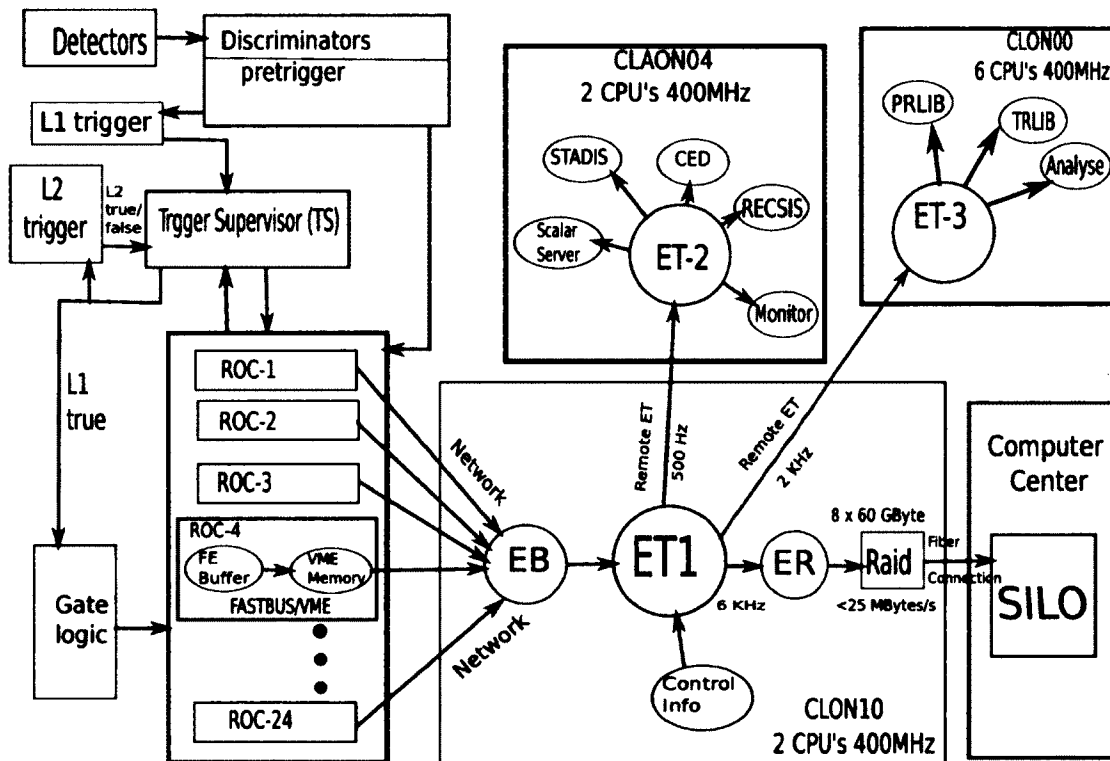 Detectors
Discriminators
pretrigger
L1 trigger
L2
trigger
L2
true/
false
Trgger Supervisor (TS)
L1
true
Gate
logic
ROC-1
ROC-2
ROC-3
ROC-4
FE
Buffer
VME
Memory
FASTBUS/VME
ROC-24
Network
Network
EB
CLAON04
2 CPU's 400MHz
STADIS
CED
RECSIS
Scalar
Server
ET-2
Monitor
CLON00
6 CPU's 400MHz
PRLIB
TRLIB
Analyse
ET-3
Remote ET
500 Hz
Remote ET
2 KHz
ET1
6 KHz
ER
8 x 60 GByte
Raid
<25 MBytes/s
Fiber
Connection
Control
Info
CLON10
2 CPU's 400MHz
Computer
Center
SILO